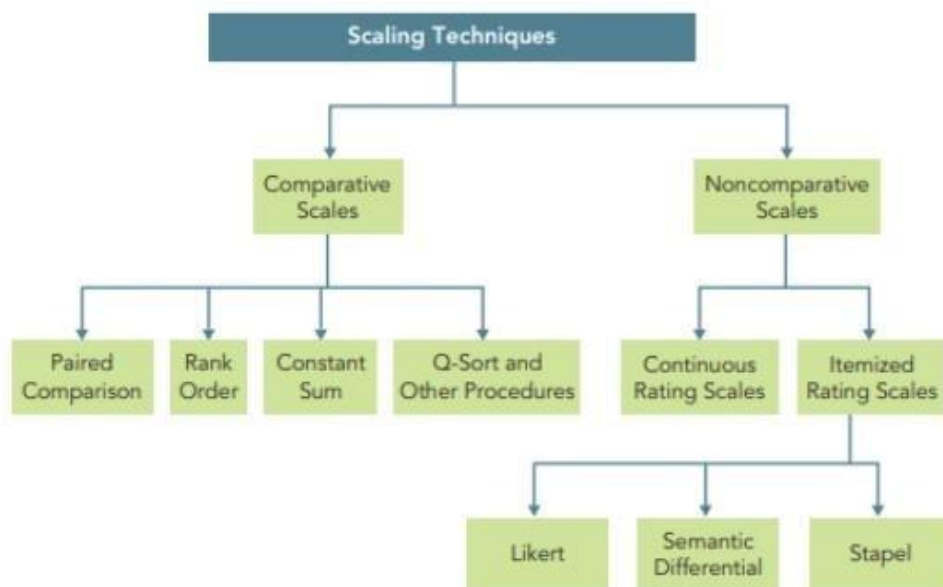 Scaling Techniques
Comparative
Scales
Noncomparative
Scales
Paired
Comparison
Rank
Order
Constant
Sum
Q-Sort and
Other Procedures
Continuous
Rating Scales
Itemized
Rating Scales
Likert
Semantic
Differential
Stapel